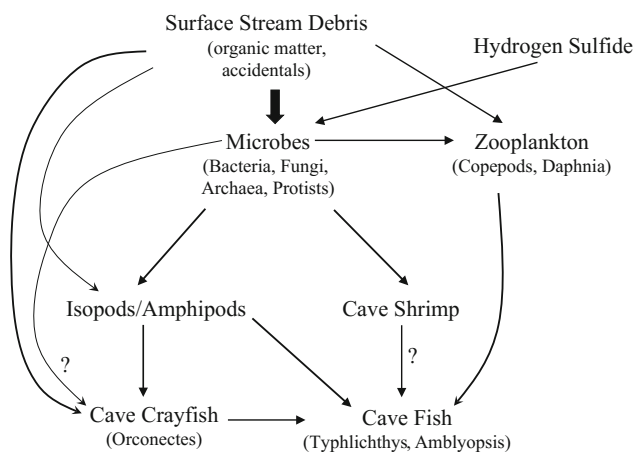 Surface Stream Debris
(organic matter,
accidentals)
Hydrogen Sulfide
Microbes
(Bacteria, Fungi,
Archaea, Protists)
Zooplankton
(Copepods, Daphnia)
Isopods/Amphipods
Cave Shrimp
?
?
Cave Crayfish
(Orconectes)
Cave Fish
(Typhlichthys, Amblyopsis)